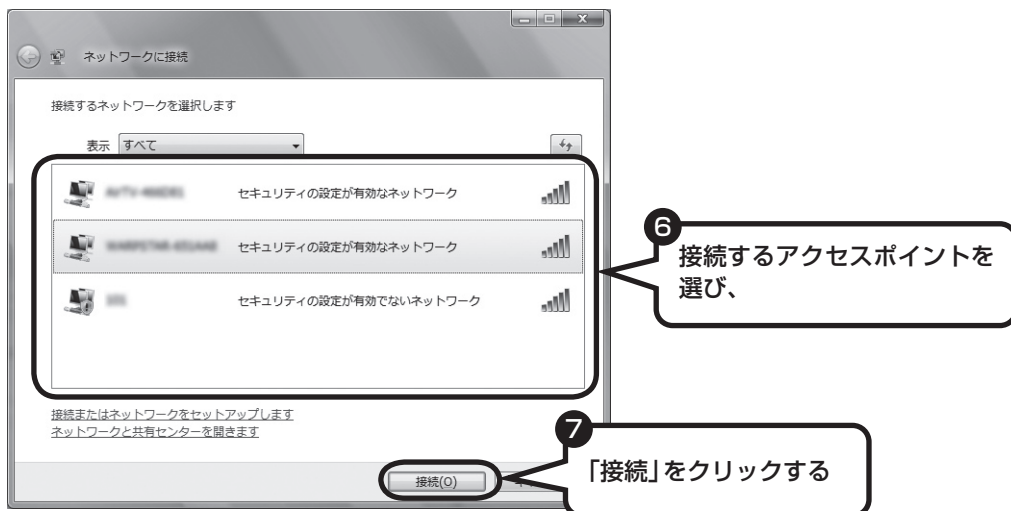 ネットワークに接続
接続するネットワークを選択します
表示 すべて
セキュリティの設定が有効なネットワーク
セキュリティの設定が有効なネットワーク
セキュリティの設定が有効でないネットワーク
6
接続するアクセスポイントを
選び、
接続またはネットワークをセットアップします
ネットワークと共有センターを開きます
7
「接続」をクリックする
接続(O)